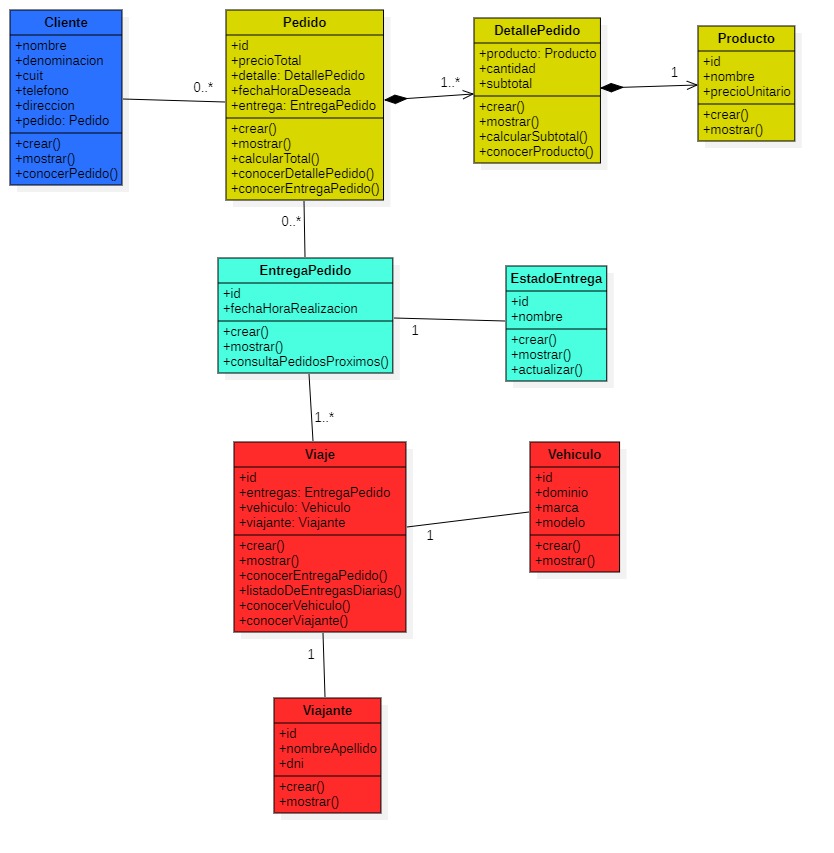 Cliente
+nombre
+denominacion
+cuit
+telefono
+direccion
+pedido: Pedido
+crear()
+mostrar()
+conocerPedido()
0..*
Pedido
+id
+precioTotal
+detalle: DetallePedido
+fechaHoraDeseada
+entrega: EntregaPedido
+crear()
+mostrar()
+calcularTotal()
+conocerDetallePedido()
+conocerEntregaPedido()
1..*
DetallePedido
+producto: Producto
+cantidad
+subtotal
+crear()
+mostrar()
+calcularSubtotal()
+conocerProducto()
1
Producto
+id
+nombre
+precioUnitario
+crear()
+mostrar()
0..*
EntregaPedido
+id
+fechaHoraRealizacion
+crear()
+mostrar()
+consultaPedidosProximos()
1
EstadoEntrega
+id
+nombre
+crear()
+mostrar()
+actualizar()
1..*
Viaje
+id
+entregas: EntregaPedido
+vehiculo: Vehiculo
+viajante: Viajante
+crear()
+mostrar()
+conocerEntregaPedido()
+listadoDeEntregasDiarias()
+conocerVehiculo()
+conocerViajante()
1
Vehiculo
+id
+dominio
+marca
+modelo
+crear()
+mostrar()
1
Viajante
+id
+nombreApellido
+dni
+crear()
+mostrar()